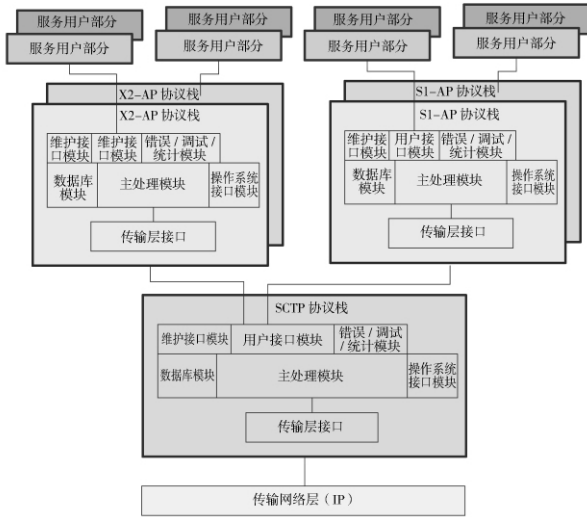 服务用户部分
服务用户部分
服务用户部分
服务用户部分
服务用户部分
服务用户部分
服务用户部分
服务用户部分
X2-AP 协议栈
S1-AP 协议栈
X2-AP 协议栈
S1-AP 协议栈
维护接
口模块
维护接
口模块
错误 / 调试 /
统计模块
数据库
模块
主处理模块
操作系统
接口模块
传输层接口
维护接
口模块
用户接
口模块
错误 / 调试 /
统计模块
数据库
模块
主处理模块
操作系统
接口模块
传输层接口
SCTP 协议栈
维护接口模块
用户接口模块
错误 / 调试
/ 统计模块
数据库模块
主处理模块
操作系统
接口模块
传输层接口
传输网络层（IP）